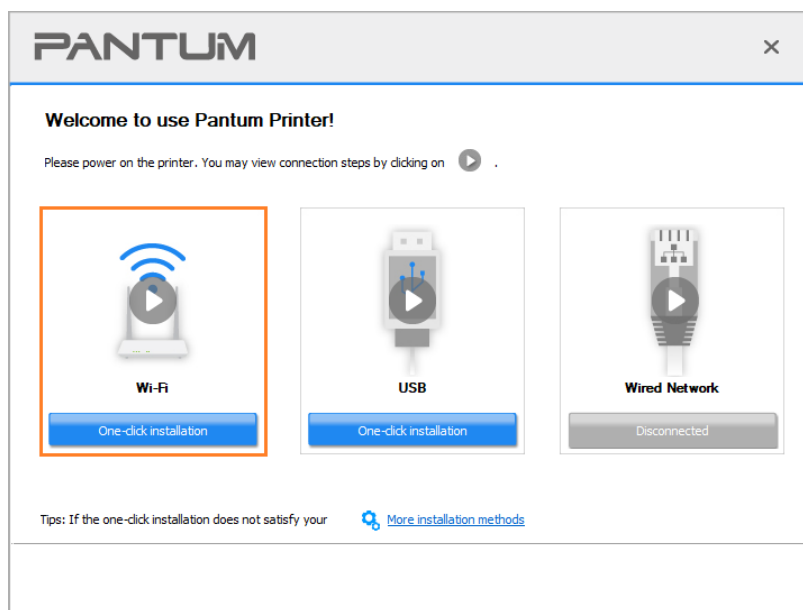 PANTUM
Welcome to use Pantum Printer!
Please power on the printer. You may view connection steps by clicking on .
Wi-Fi
One-click installation
USB
One-click installation
Wired Network
Disconnected
Tips: If the one-click installation does not satisfy your More installation methods